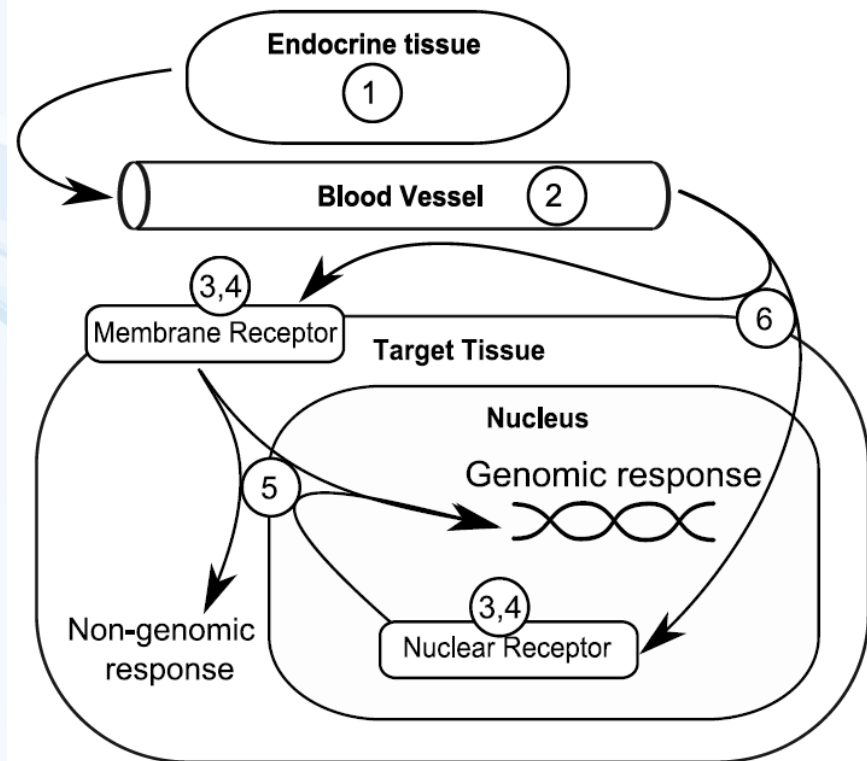 Endocrine tissue
1
Blood Vessel
2
3,4
Membrane Receptor
6
Target Tissue
Nucleus
Genomic response
5
3,4
Nuclear Receptor
Non-genomic
response